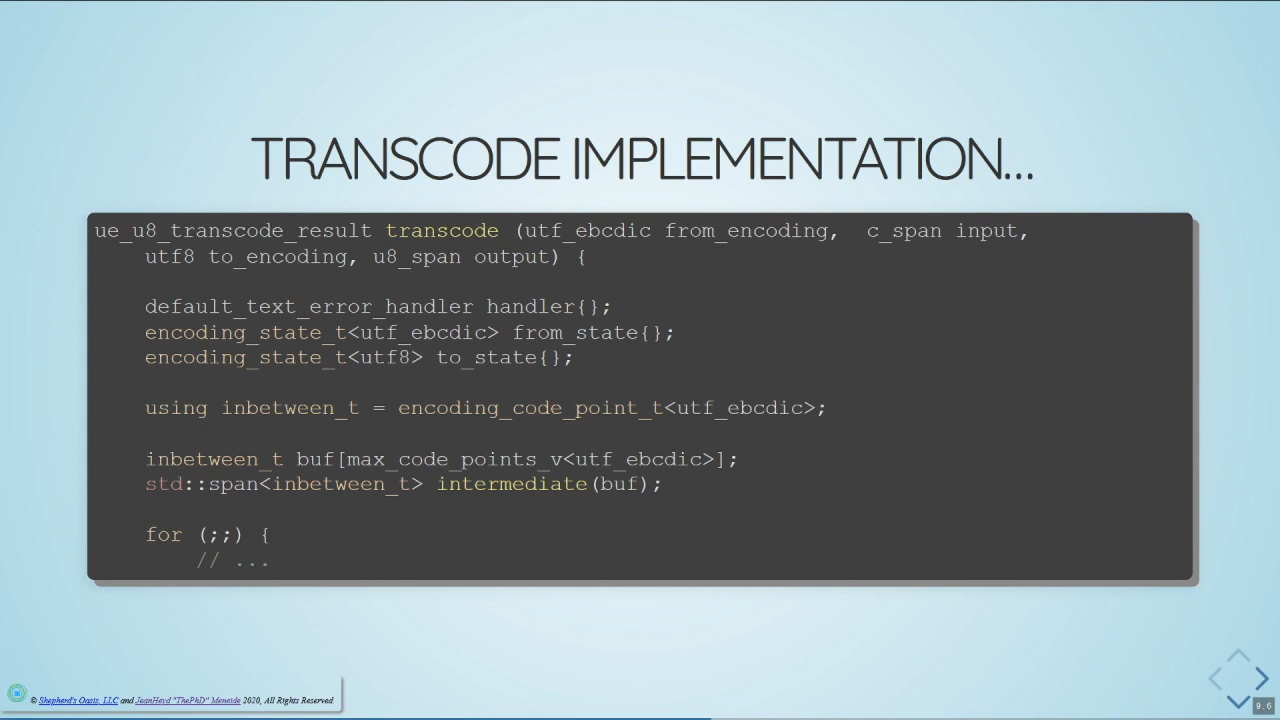 TRANSCODE IMPLEMENTATION...
ue_u8_transcode_result transcode (utf_ebcdic from_encoding,  c_span input,
    utf8 to_encoding, u8_span output) {
    default_text_error_handler handler{};
    encoding_state_t<utf_ebcdic> from_state{};
    encoding_state_t<utf8> to_state{};
    using inbetween_t = encoding_code_point_t<utf_ebcdic>;
    inbetween_t buf[max_code_points_v<utf_ebcdic>];
    std::span<inbetween_t> intermediate(buf);
    for (;;) {
        // ...
© Shepherd's Oasis, LLC and JeanHeyd "ThePhD" Meneide 2020, All Rights Reserved.
9.6